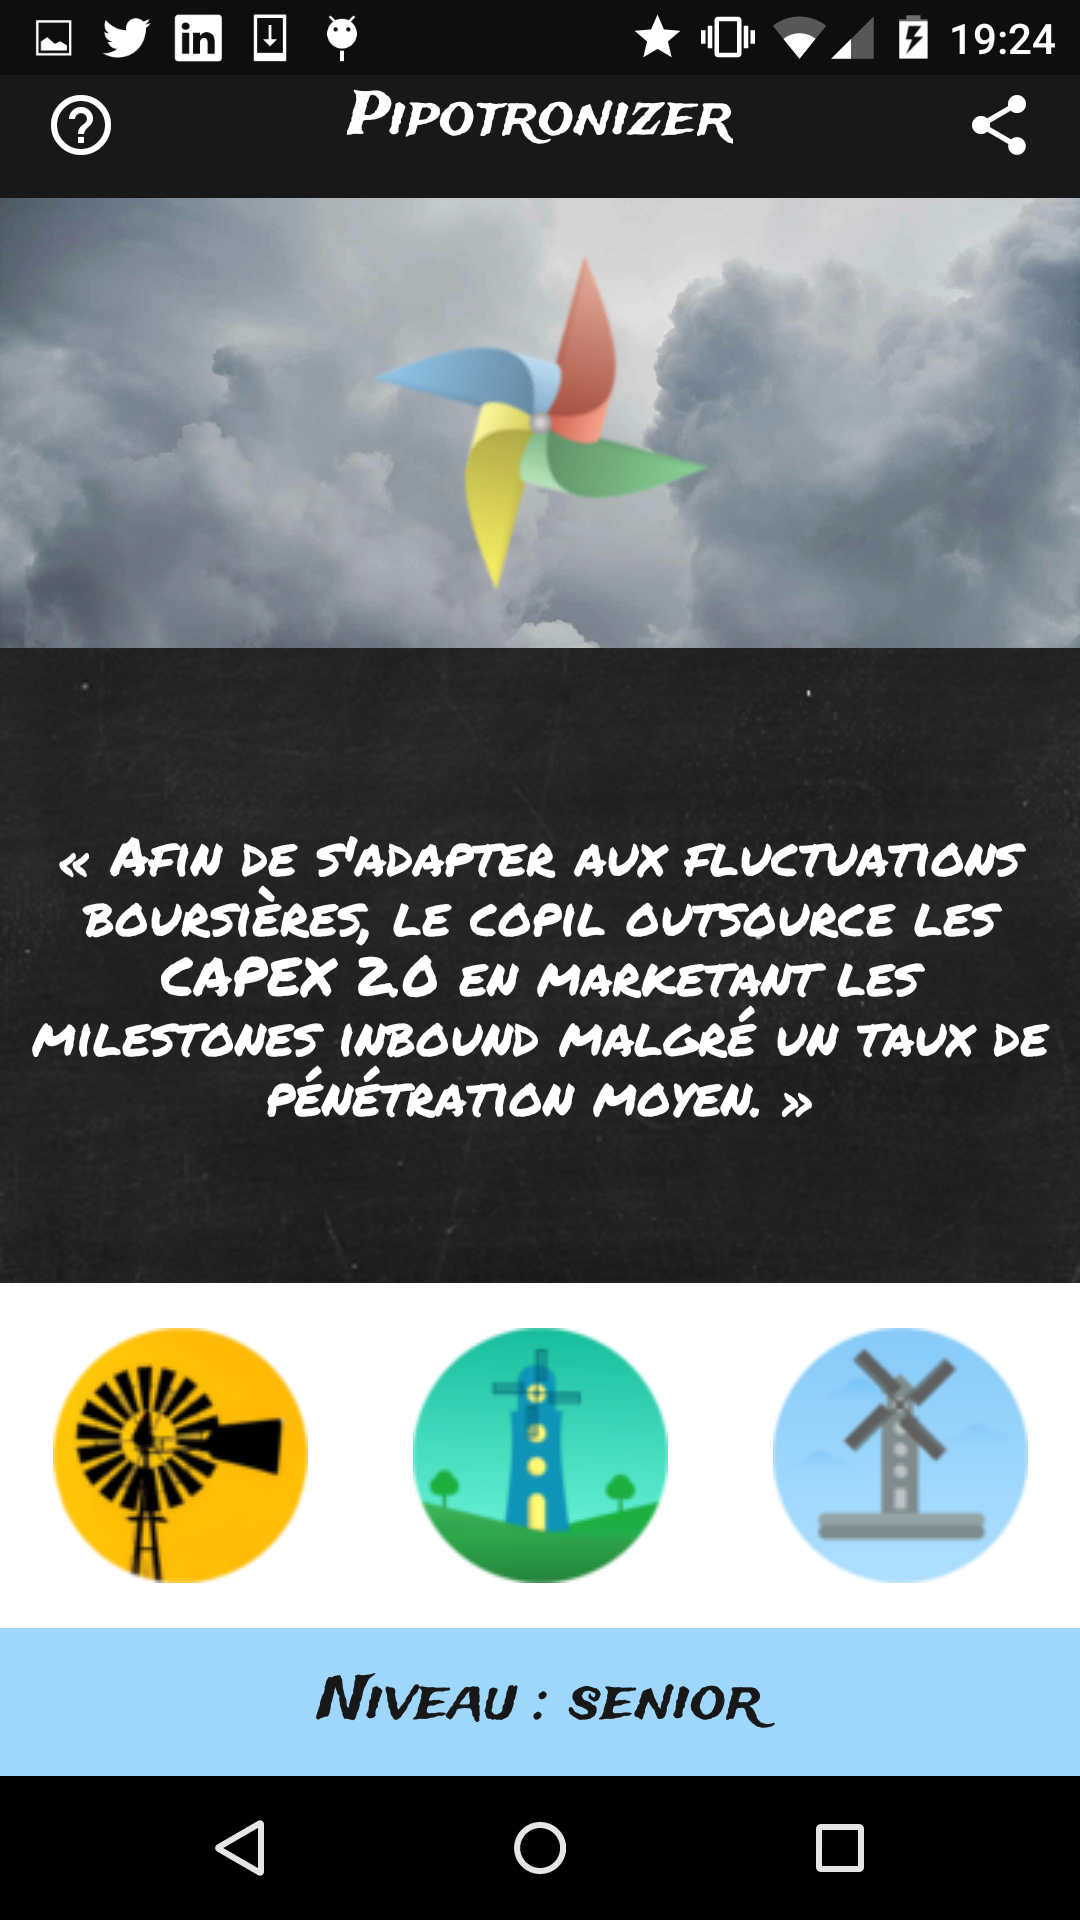 19:24
Pipotronizer
« Afin de s'adapter aux fluctuations
boursières, le copil outsource les
CAPEX 2.0 en marketant les
milestones inbound malgré un taux de
pénétration moyen. »
Niveau : senior